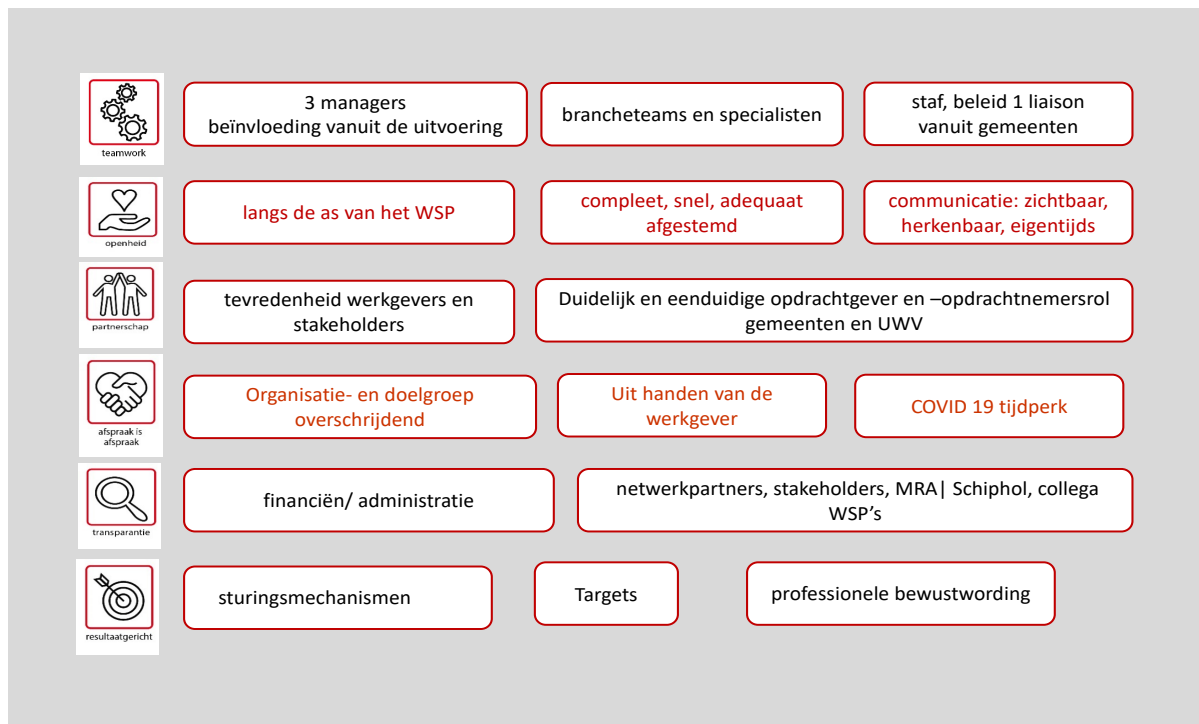 teamwork
3 managers
beïnvloeding vanuit de uitvoering
brancheteams en specialisten
staf, beleid 1 liaison
vanuit gemeenten
openheid
langs de as van het WSP
compleet, snel, adequaat
afgestemd
communicatie: zichtbaar,
herkenbaar, eigentijds
partnerschap
tevredenheid werkgevers en
stakeholders
Duidelijk en eenduidige opdrachtgever en –opdrachtnemersrol
gemeenten en UWV
afspraak is
afspraak
Organisatie- en doelgroep
overschrijdend
Uit handen van de
werkgever
COVID 19 tijdperk
transparantie
financiën/ administratie
netwerkpartners, stakeholders, MRA| Schiphol, collega
WSP's
resultaatgericht
sturingsmechanismen
Targets
professionele bewustwording